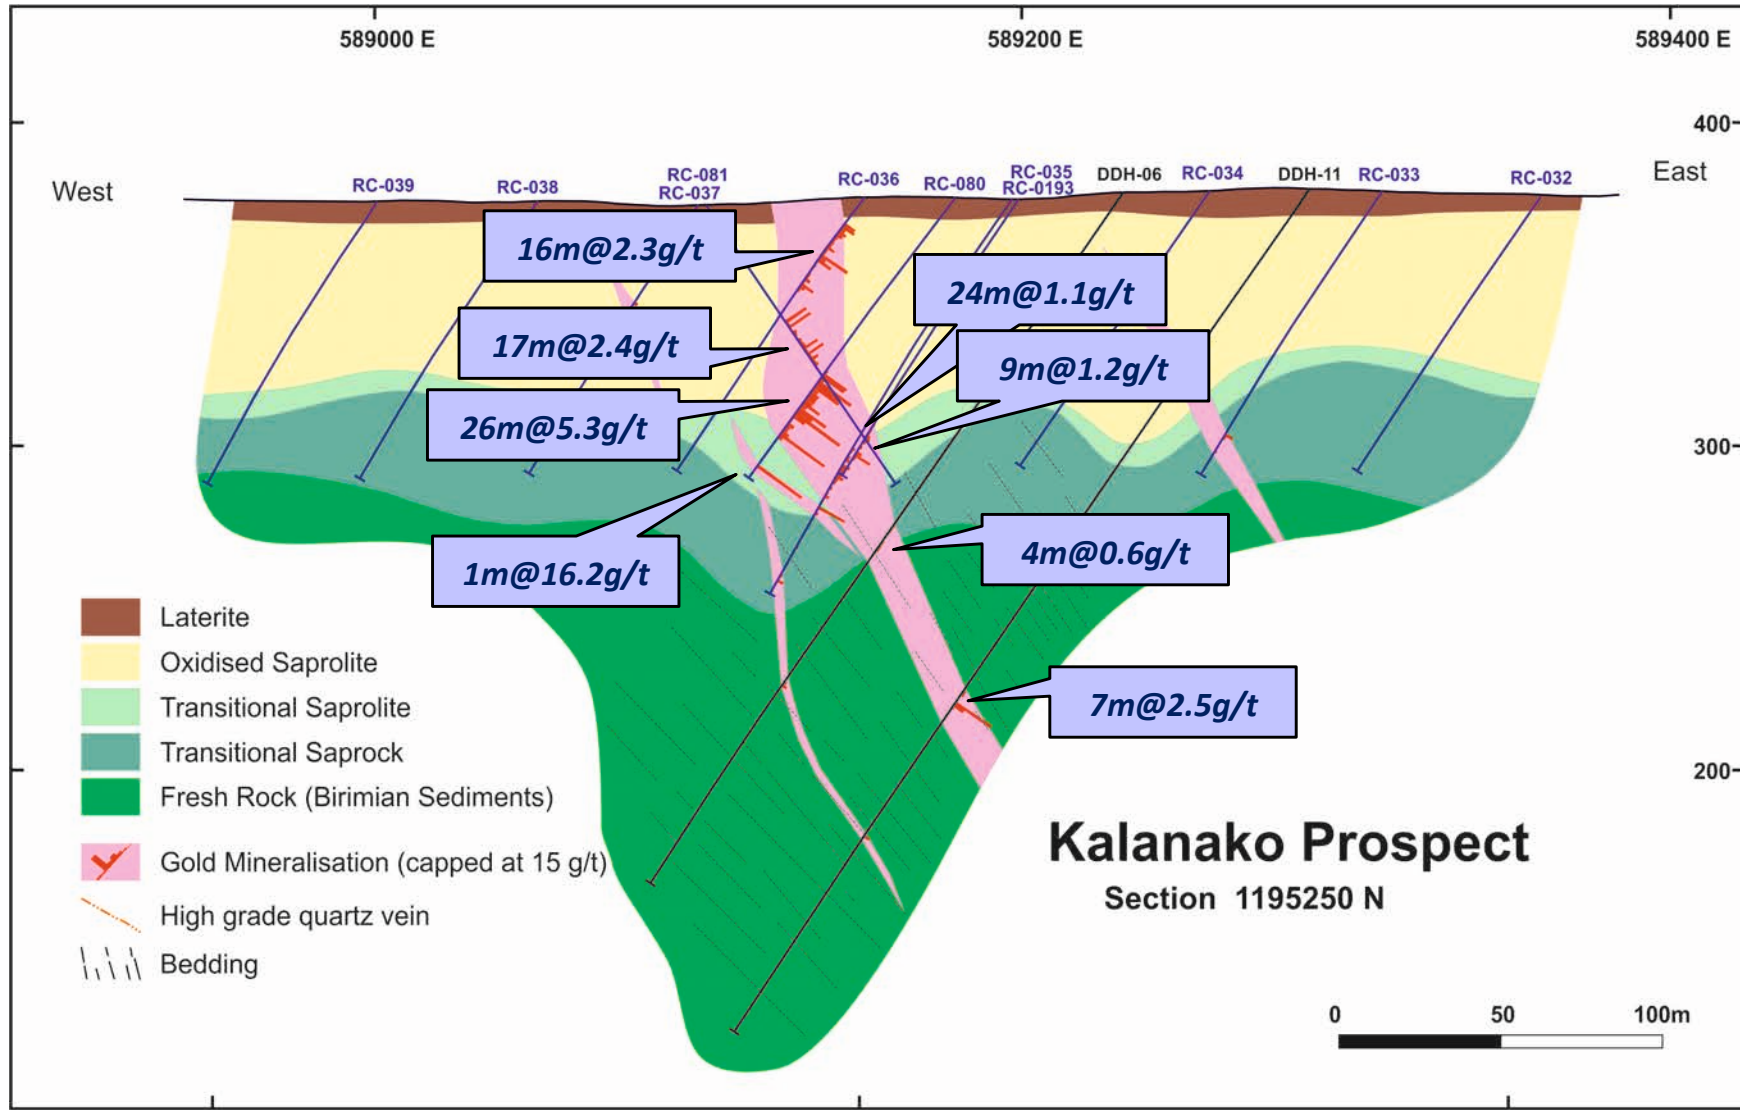 589000 E
589200 E
589400 E
400
West
East
RC-039
RC-038
RC-081
RC-037
RC-036
RC-080
RC-035
RC-0193
DDH-06
RC-034
DDH-11
RC-033
RC-032
16m@2.3g/t
24m@1.1g/t
17m@2.4g/t
9m@1.2g/t
26m@5.3g/t
300
1m@16.2g/t
4m@0.6g/t
7m@2.5g/t
200
Laterite
Oxidised Saprolite
Transitional Saprolite
Transitional Saprock
Fresh Rock (Birimian Sediments)
Gold Mineralisation (capped at 15 g/t)
High grade quartz vein
Bedding
Kalanako Prospect
Section 1195250 N
0 50 100m